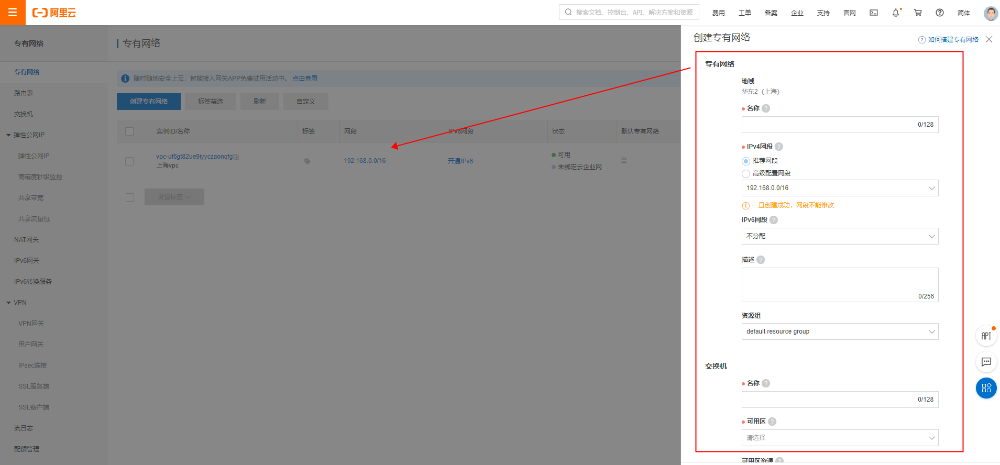 阿里云
搜索文档、控制台、API、解决方案和资源
费用 工单 备案 企业 支持 官网 简体
专有网络
专有网络
路由表
交换机
弹性公网IP
弹性公网IP
高精度秒级监控
共享带宽
共享流量包
NAT网关
IPv6网关
IPv6转换服务
VPN
VPN网关
用户网关
IPsec连接
SSL服务端
SSL客户端
流日志
配额管理
专有网络
随时随地安全上云，智能接入网关APP免费试用活动中。 点击查看
创建专有网络 标签筛选 刷新 自定义
实例ID/名称 标签 网段 IPv6网段 状态 默认专有网络
vpc-uf6gt82ue9iyyczaonqfg 192.168.0.0/16 开通IPv6 可用 否
上海vpc 未绑定云企业网
设置标签
创建专有网络
如何搭建专有网络
专有网络
地域
华东2（上海）
名称
0/128
IPv4网段
推荐网段
高级配置网段
192.168.0.0/16
一旦创建成功，网段不能修改
IPv6网段
不分配
描述
0/256
资源组
default resource group
交换机
名称
0/128
可用区
请选择
可用区资源
API